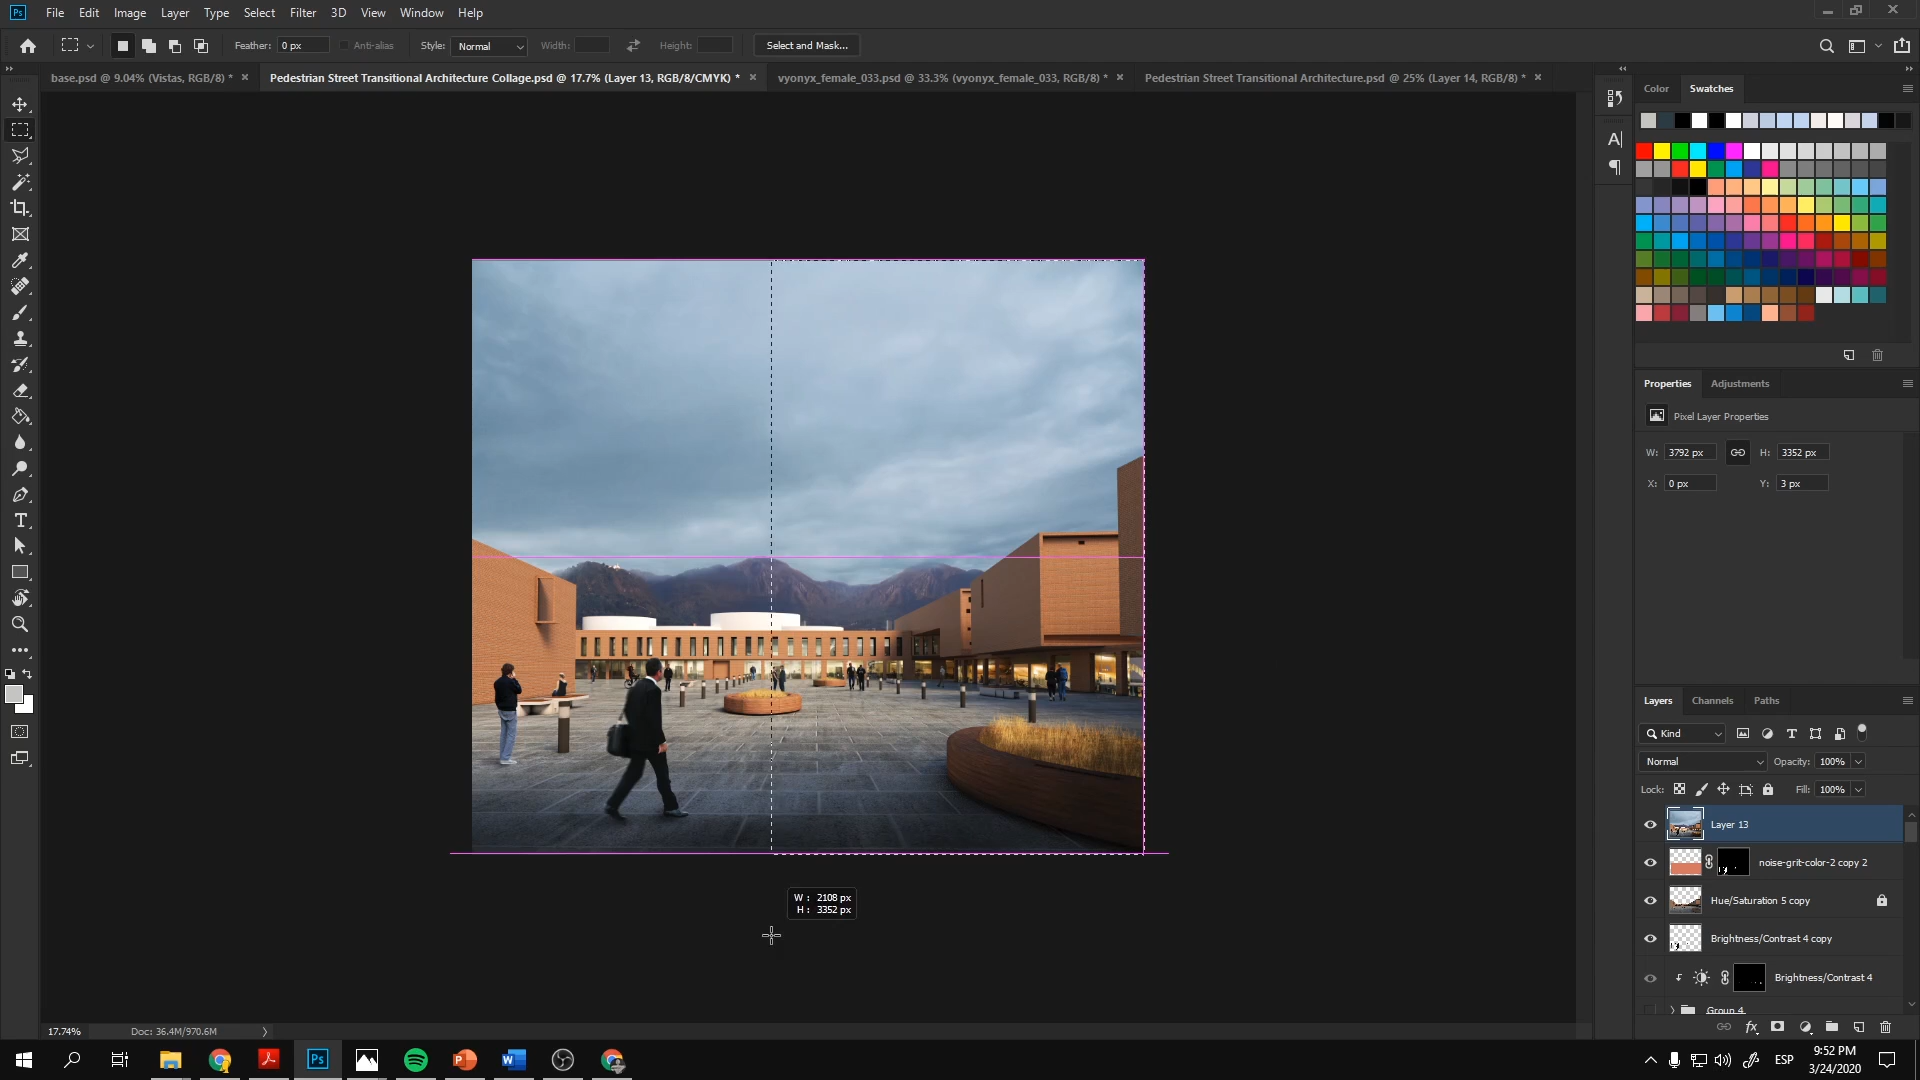 Ps File Edit Image Layer Type Select Filter 3D View Window Help
Feather: 0 px Anti-alias Style: Normal Width: Height: Select and Mask...
base.psd @ 9.04% (Vistas, RGB/8) * × Pedestrian Street Transitional Architecture Collage.psd @ 17.7% (Layer 13, RGB/8/CMYK) * × vyonyx_female_033.psd @ 33.3% (vyonyx_female_033, RGB/8) * × Pedestrian Street Transitional Architecture.psd @ 25% (Layer 14, RGB/8) * ×
Color Swatches
Properties Adjustments
Pixel Layer Properties
W: 3792 px H: 3352 px
X: 0 px Y: 3 px
Layers Channels Paths
Kind
Normal Opacity: 100%
Lock: Fill: 100%
Layer 13
noise-grit-color-2 copy 2
Hue/Saturation 5 copy
Brightness/Contrast 4 copy
Brightness/Contrast 4
Group 4
W : 2108 px
H : 3352 px
17.74% Doc: 36.4M/970.6M
ESP
9:52 PM
3/24/2020